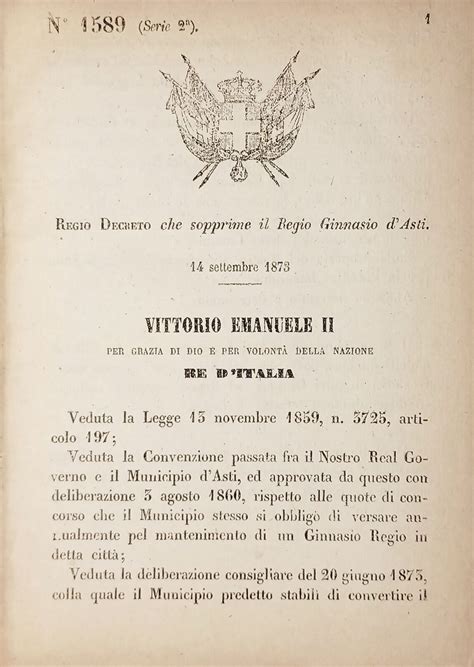 N° 1589 (Serie 2ª).
1
REGIO DECRETO che sopprime il Regio Ginnasio d'Asti.
14 settembre 1873
VITTORIO EMANUELE II
PER GRAZIA DI DIO E PER VOLONTÀ DELLA NAZIONE
RE D'ITALIA
Veduta la Legge 13 novembre 1859, n. 3725, arti-
colo 197;
Veduta la Convenzione passata fra il Nostro Real Go-
verno e il Municipio d'Asti, ed approvata da questo con
deliberazione 3 agosto 1860, rispetto alle quote di con-
corso che il Municipio stesso si obbligò di versare an-
nualmente pel mantenimento di un Ginnasio Regio in
detta città;
Veduta la deliberazione consigliare del 20 giugno 1873,
colla quale il Municipio predetto stabilì di convertire il